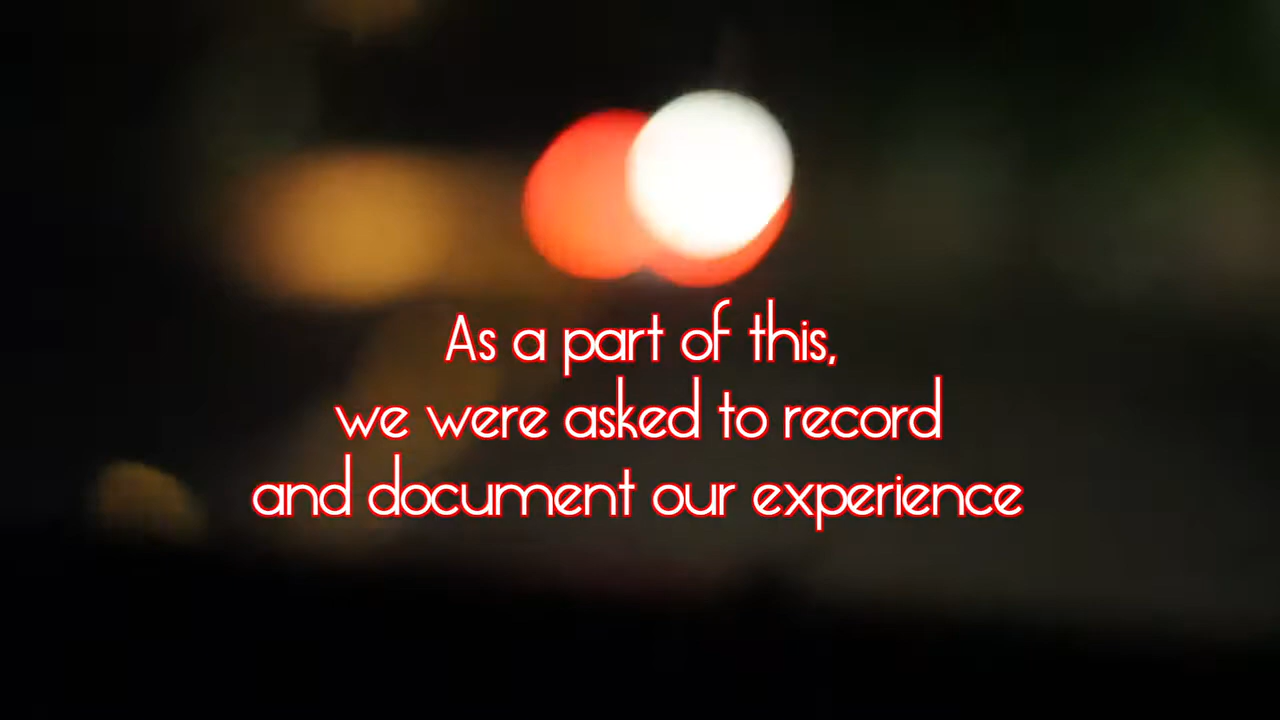 As a part of this,
we were asked to record
and document our experience